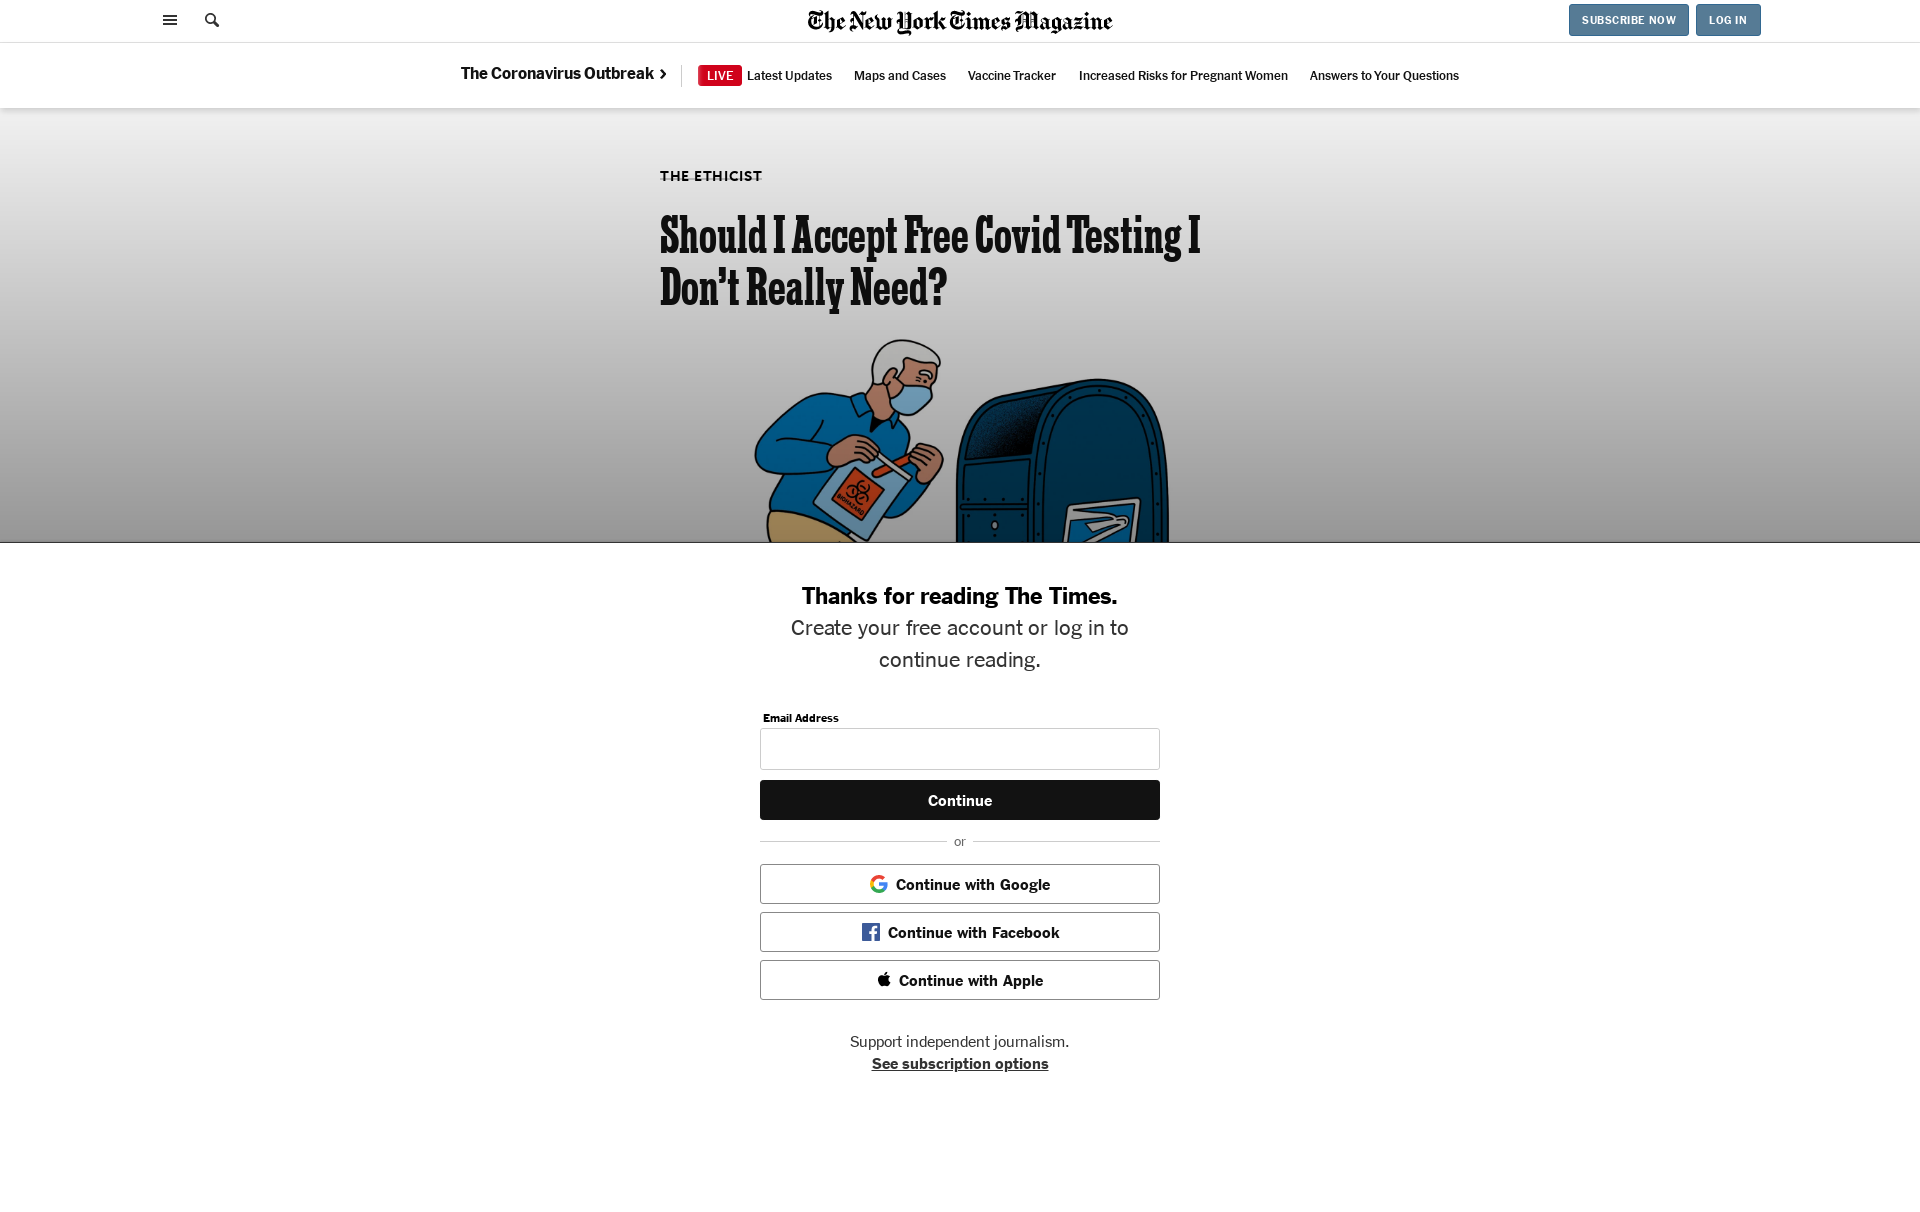 The New York Times Magazine
SUBSCRIBE NOW
LOG IN
The Coronavirus Outbreak
LIVE Latest Updates
Maps and Cases
Vaccine Tracker
Increased Risks for Pregnant Women
Answers to Your Questions
THE ETHICIST
Should I Accept Free Covid Testing I
Don’t Really Need?
BIOHAZARD
Thanks for reading The Times.
Create your free account or log in to
continue reading.
Email Address
Continue
or
Continue with Google
Continue with Facebook
Continue with Apple
Support independent journalism.
See subscription options